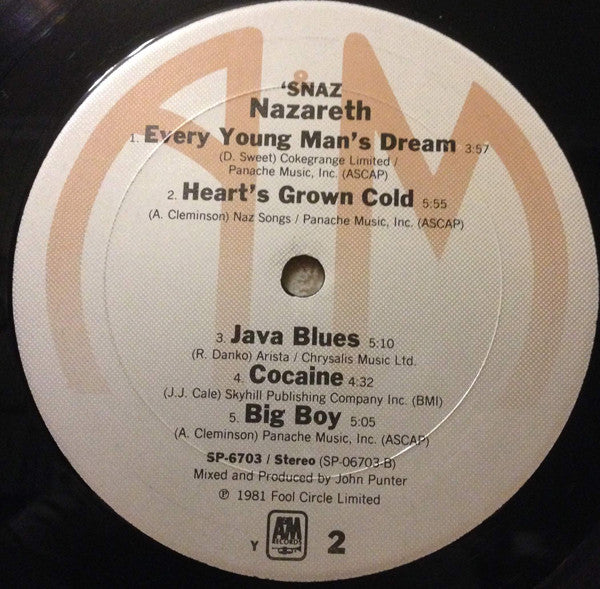 'SNAZ
Nazareth
1. Every Young Man's Dream 3:57
(D. Sweet) Cokegrange Limited /
Panache Music, Inc. (ASCAP)
2. Heart's Grown Cold 5:55
(A. Cleminson) Naz Songs / Panache Music, Inc. (ASCAP)
3. Java Blues 5:10
(R. Danko) Arista / Chrysalis Music Ltd.
4. Cocaine 4:32
(J.J. Cale) Skyhill Publishing Company Inc. (BMI)
5. Big Boy 5:05
(A. Cleminson) Panache Music, Inc. (ASCAP)
SP-6703 / Stereo (SP-06703-B)
Mixed and Produced by John Punter
℗ 1981 Fool Circle Limited
Y A&M RECORDS 2